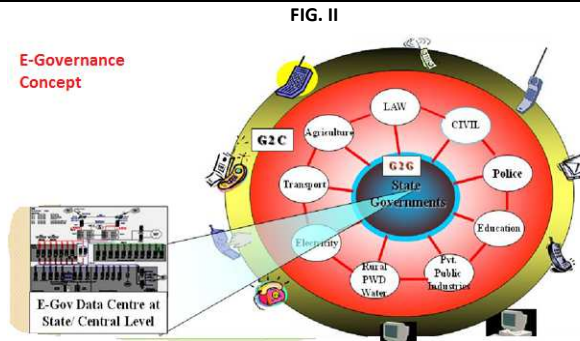 FIG. II
E-Governance
Concept
LAW
CIVIL
Agriculture
G2C
G2G
Police
Transport
State
Governments
Education
Electricity
Rural
PWD
Water
Pvt.
Public
Industries
E-Gov Data Centre at
State/ Central Level